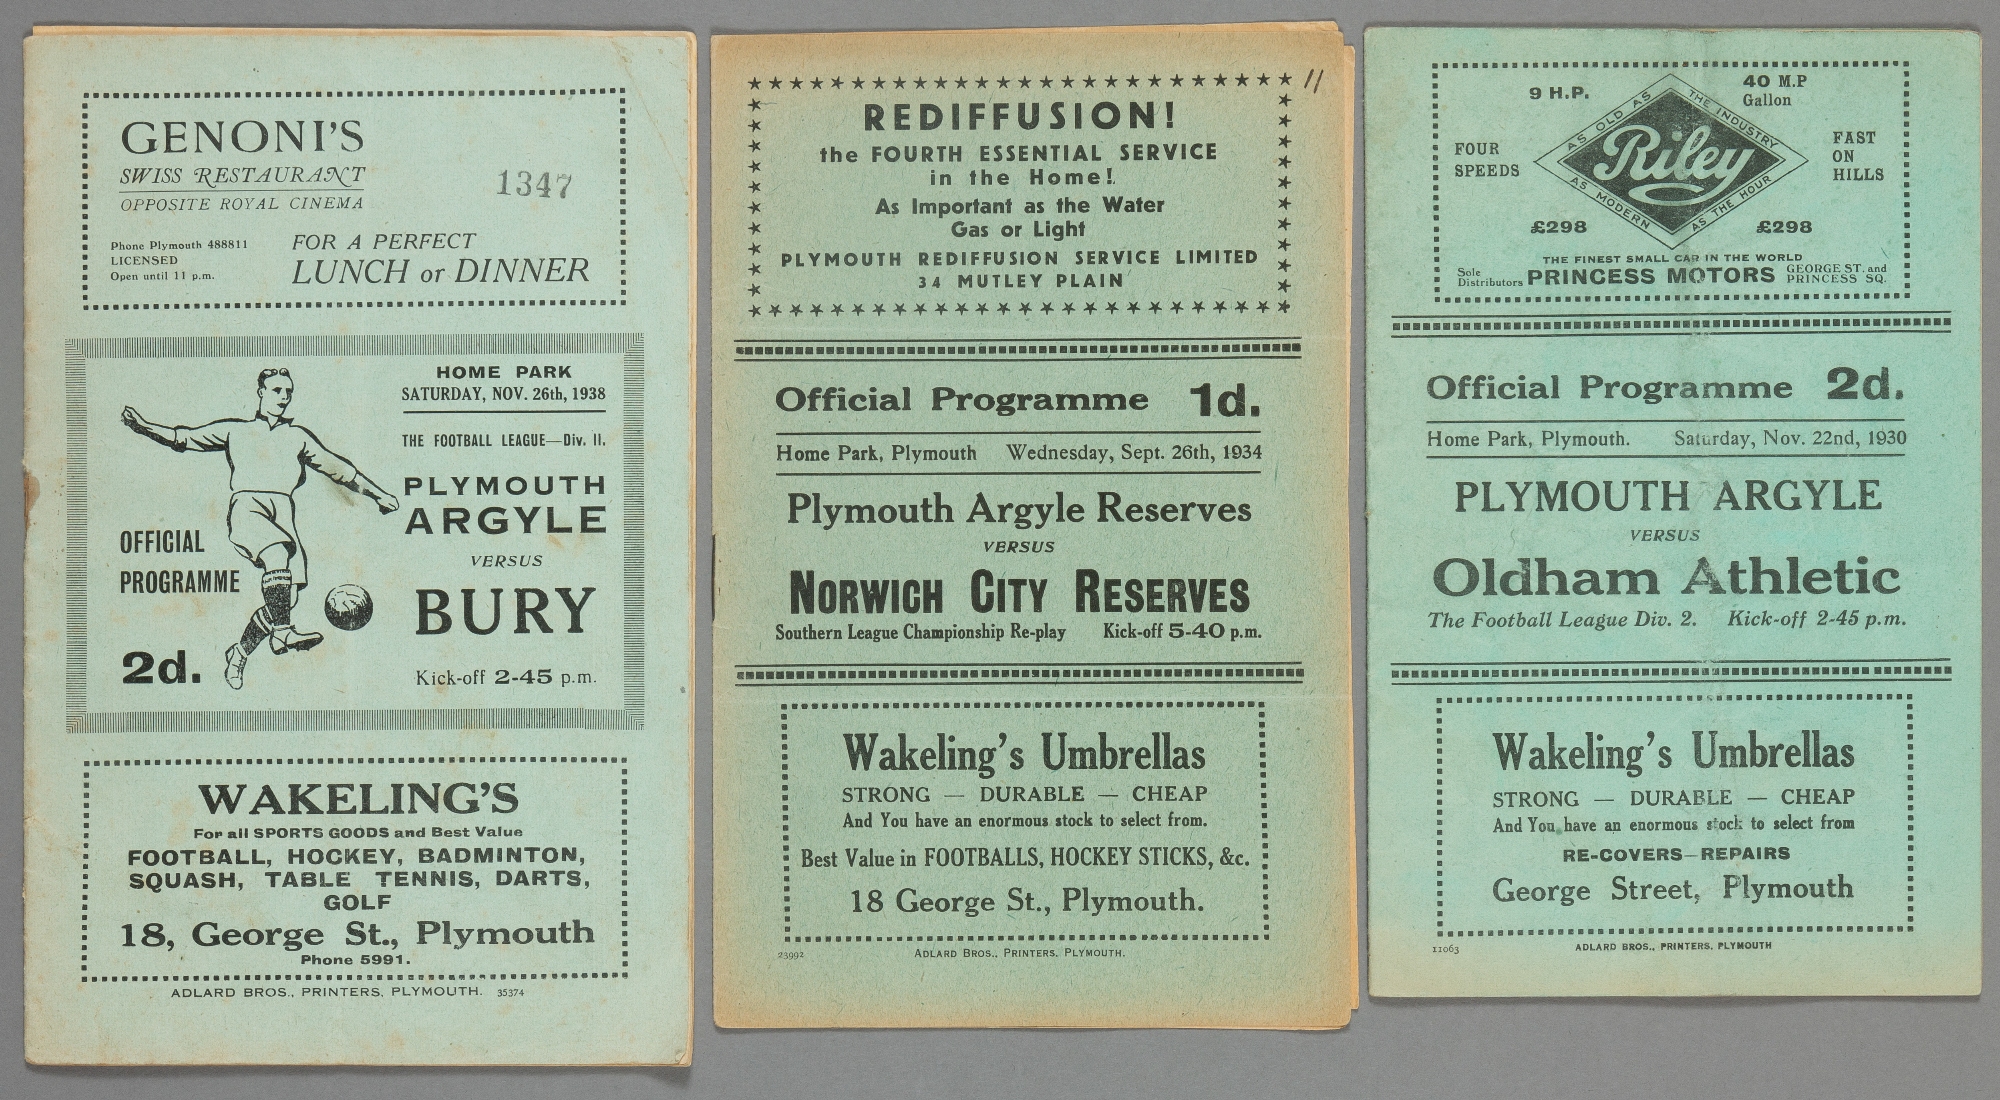 GENONI'S
SWISS RESTAURANT
OPPOSITE ROYAL CINEMA
1347
Phone Plymouth 488811
LICENSED
Open until 11 p.m.
FOR A PERFECT
LUNCH or DINNER
HOME PARK
SATURDAY, NOV. 26th, 1938
THE FOOTBALL LEAGUE—Div. II.
PLYMOUTH
ARGYLE
VERSUS
BURY
Kick-off 2-45 p.m.
OFFICIAL
PROGRAMME
2d.
WAKELING'S
For all SPORTS GOODS and Best Value
FOOTBALL, HOCKEY, BADMINTON,
SQUASH, TABLE TENNIS, DARTS,
GOLF
18, George St., Plymouth
Phone 5991.
ADLARD BROS., PRINTERS, PLYMOUTH. 35374
11
REDIFFUSION!
the FOURTH ESSENTIAL SERVICE
in the Home!
As Important as the Water
Gas or Light
PLYMOUTH REDIFFUSION SERVICE LIMITED
34 MUTLEY PLAIN
Official Programme 1d.
Home Park, Plymouth Wednesday, Sept. 26th, 1934
Plymouth Argyle Reserves
VERSUS
NORWICH CITY RESERVES
Southern League Championship Re-play Kick-off 5-40 p.m.
Wakeling's Umbrellas
STRONG — DURABLE — CHEAP
And You have an enormous stock to select from.
Best Value in FOOTBALLS, HOCKEY STICKS, &c.
18 George St., Plymouth.
23992 ADLARD BROS., PRINTERS, PLYMOUTH.
9 H.P.
40 M.P
Gallon
AS OLD AS THE INDUSTRY
Riley
AS MODERN AS THE HOUR
FOUR
SPEEDS
FAST
ON
HILLS
£298 £298
THE FINEST SMALL CAR IN THE WORLD
Sole
Distributors PRINCESS MOTORS GEORGE ST. and
PRINCESS SQ.
Official Programme 2d.
Home Park, Plymouth. Saturday, Nov. 22nd, 1930
PLYMOUTH ARGYLE
VERSUS
Oldham Athletic
The Football League Div. 2. Kick-off 2-45 p.m.
Wakeling's Umbrellas
STRONG — DURABLE — CHEAP
And You have an enormous stock to select from
RE-COVERS—REPAIRS
George Street, Plymouth
11063 ADLARD BROS., PRINTERS, PLYMOUTH